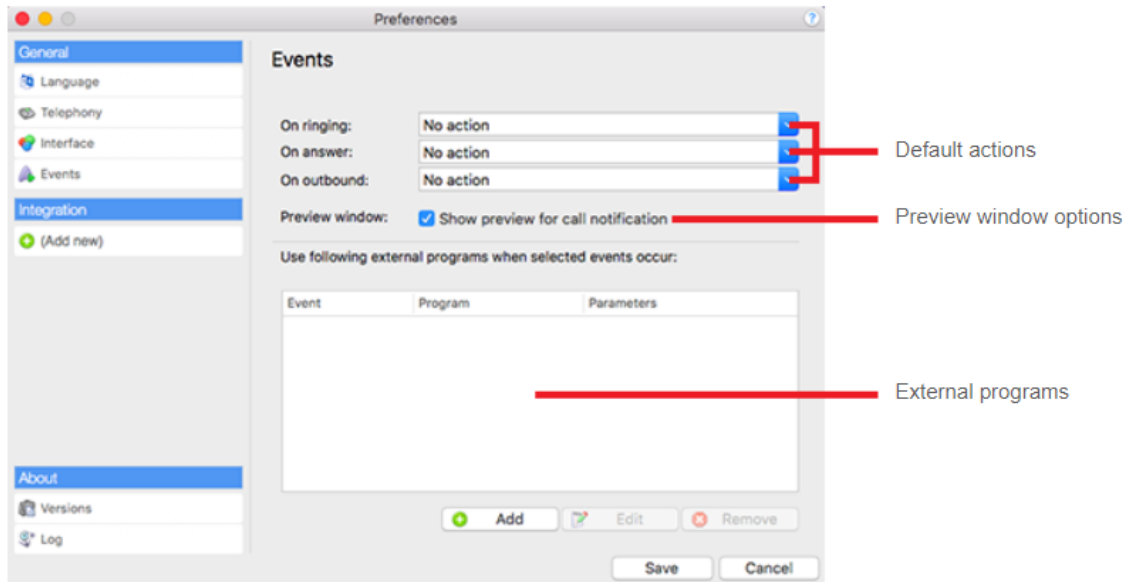 Preferences
?
General
Language
Telephony
Interface
Events
Integration
(Add new)
About
Versions
Log
Events
On ringing: No action
On answer: No action
On outbound: No action
Preview window: Show preview for call notification
Use following external programs when selected events occur:
Event Program Parameters
Add Edit Remove
Save Cancel
Default actions
Preview window options
External programs